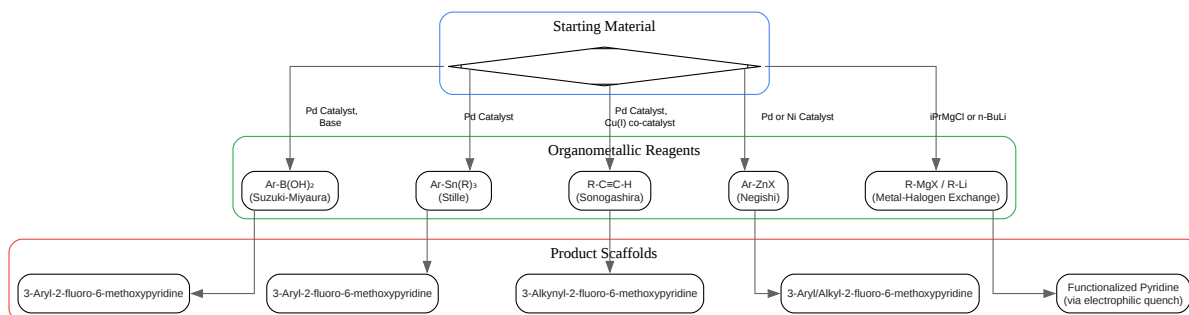 Starting Material
Pd Catalyst,
Base
Pd Catalyst
Pd Catalyst,
Cu(I) co-catalyst
Pd or Ni Catalyst
iPrMgCl or n-BuLi
Organometallic Reagents
Ar-B(OH)₂
(Suzuki-Miyaura)
Ar-Sn(R)₃
(Stille)
R-C≡C-H
(Sonogashira)
Ar-ZnX
(Negishi)
R-MgX / R-Li
(Metal-Halogen Exchange)
Product Scaffolds
3-Aryl-2-fluoro-6-methoxypyridine
3-Aryl-2-fluoro-6-methoxypyridine
3-Alkynyl-2-fluoro-6-methoxypyridine
3-Aryl/Alkyl-2-fluoro-6-methoxypyridine
Functionalized Pyridine
(via electrophilic quench)